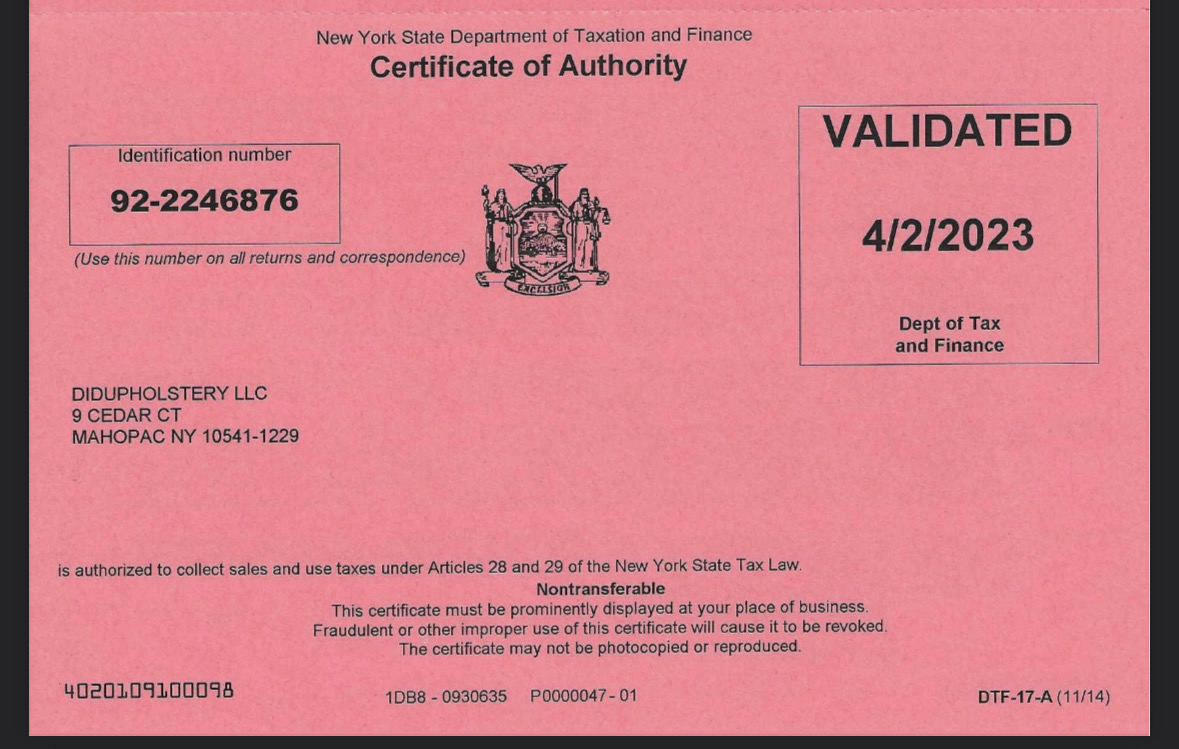 New York State Department of Taxation and Finance
Certificate of Authority
Identification number
92-2246876
(Use this number on all returns and correspondence)
EXCELSIOR
VALIDATED
4/2/2023
Dept of Tax
and Finance
DIDUPHOLSTERY LLC
9 CEDAR CT
MAHOPAC NY 10541-1229
is authorized to collect sales and use taxes under Articles 28 and 29 of the New York State Tax Law.
Nontransferable
This certificate must be prominently displayed at your place of business.
Fraudulent or other improper use of this certificate will cause it to be revoked.
The certificate may not be photocopied or reproduced.
4020109100098
1DB8 - 0930635 P0000047 - 01
DTF-17-A (11/14)